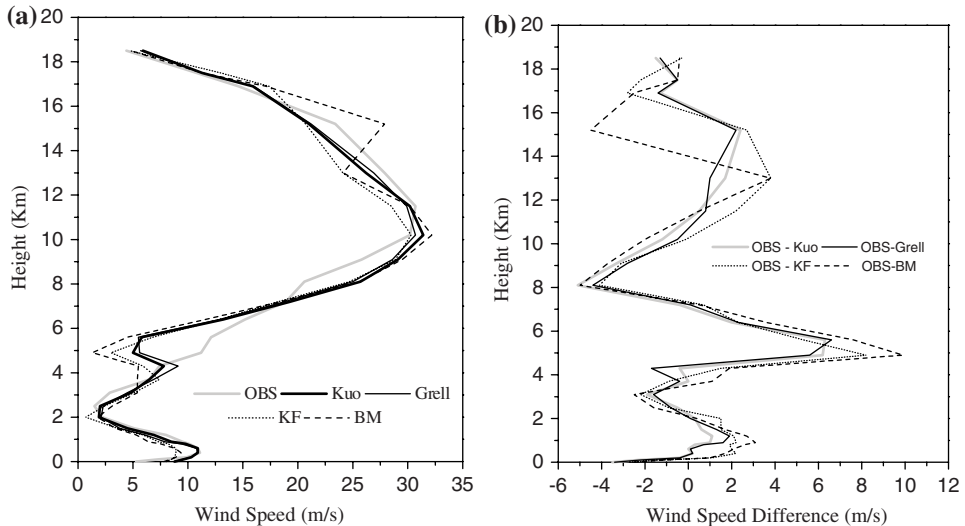 (a)
20
18
16
14
12
10
8
6
4
2
0
Height (Km)
OBS Kuo Grell
KF BM
0 5 10 15 20 25 30 35
Wind Speed (m/s)
(b)
20
18
16
14
12
10
8
6
4
2
0
Height (Km)
OBS - Kuo OBS-Grell
OBS - KF OBS-BM
-6 -4 -2 0 2 4 6 8 10 12
Wind Speed Difference (m/s)